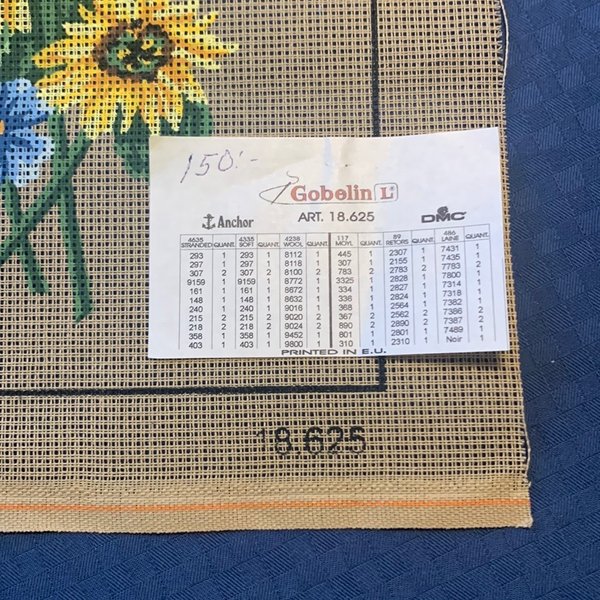 150:-
Gobelin L
ART. 18.625
Anchor DMC
4635 STRANDED QUANT. 4335 SOFT QUANT. 4238 WOOL QUANT. 117 MOYL QUANT. 89 RETORS QUANT. 486 LAINE QUANT.
293 1 293 1 8112 1 445 1 2307 1 7431 1
297 1 297 1 8118 1 307 1 2155 1 7435 1
307 2 307 2 8100 2 783 2 2783 2 7783 2
9159 1 9159 1 8772 1 3325 1 2828 1 7800 1
161 1 161 1 8672 1 334 1 2827 1 7314 1
148 1 148 1 8632 1 336 1 2824 1 7318 1
240 1 240 1 9016 1 368 1 2564 1 7382 1
215 2 215 2 9020 2 367 2 2562 2 7386 2
218 2 218 2 9024 2 890 2 2890 2 7387 2
358 1 358 1 9452 1 801 1 2801 1 7489 1
403 1 403 1 9800 1 310 1 2310 1 Noir 1
PRINTED IN E.U.
18.625